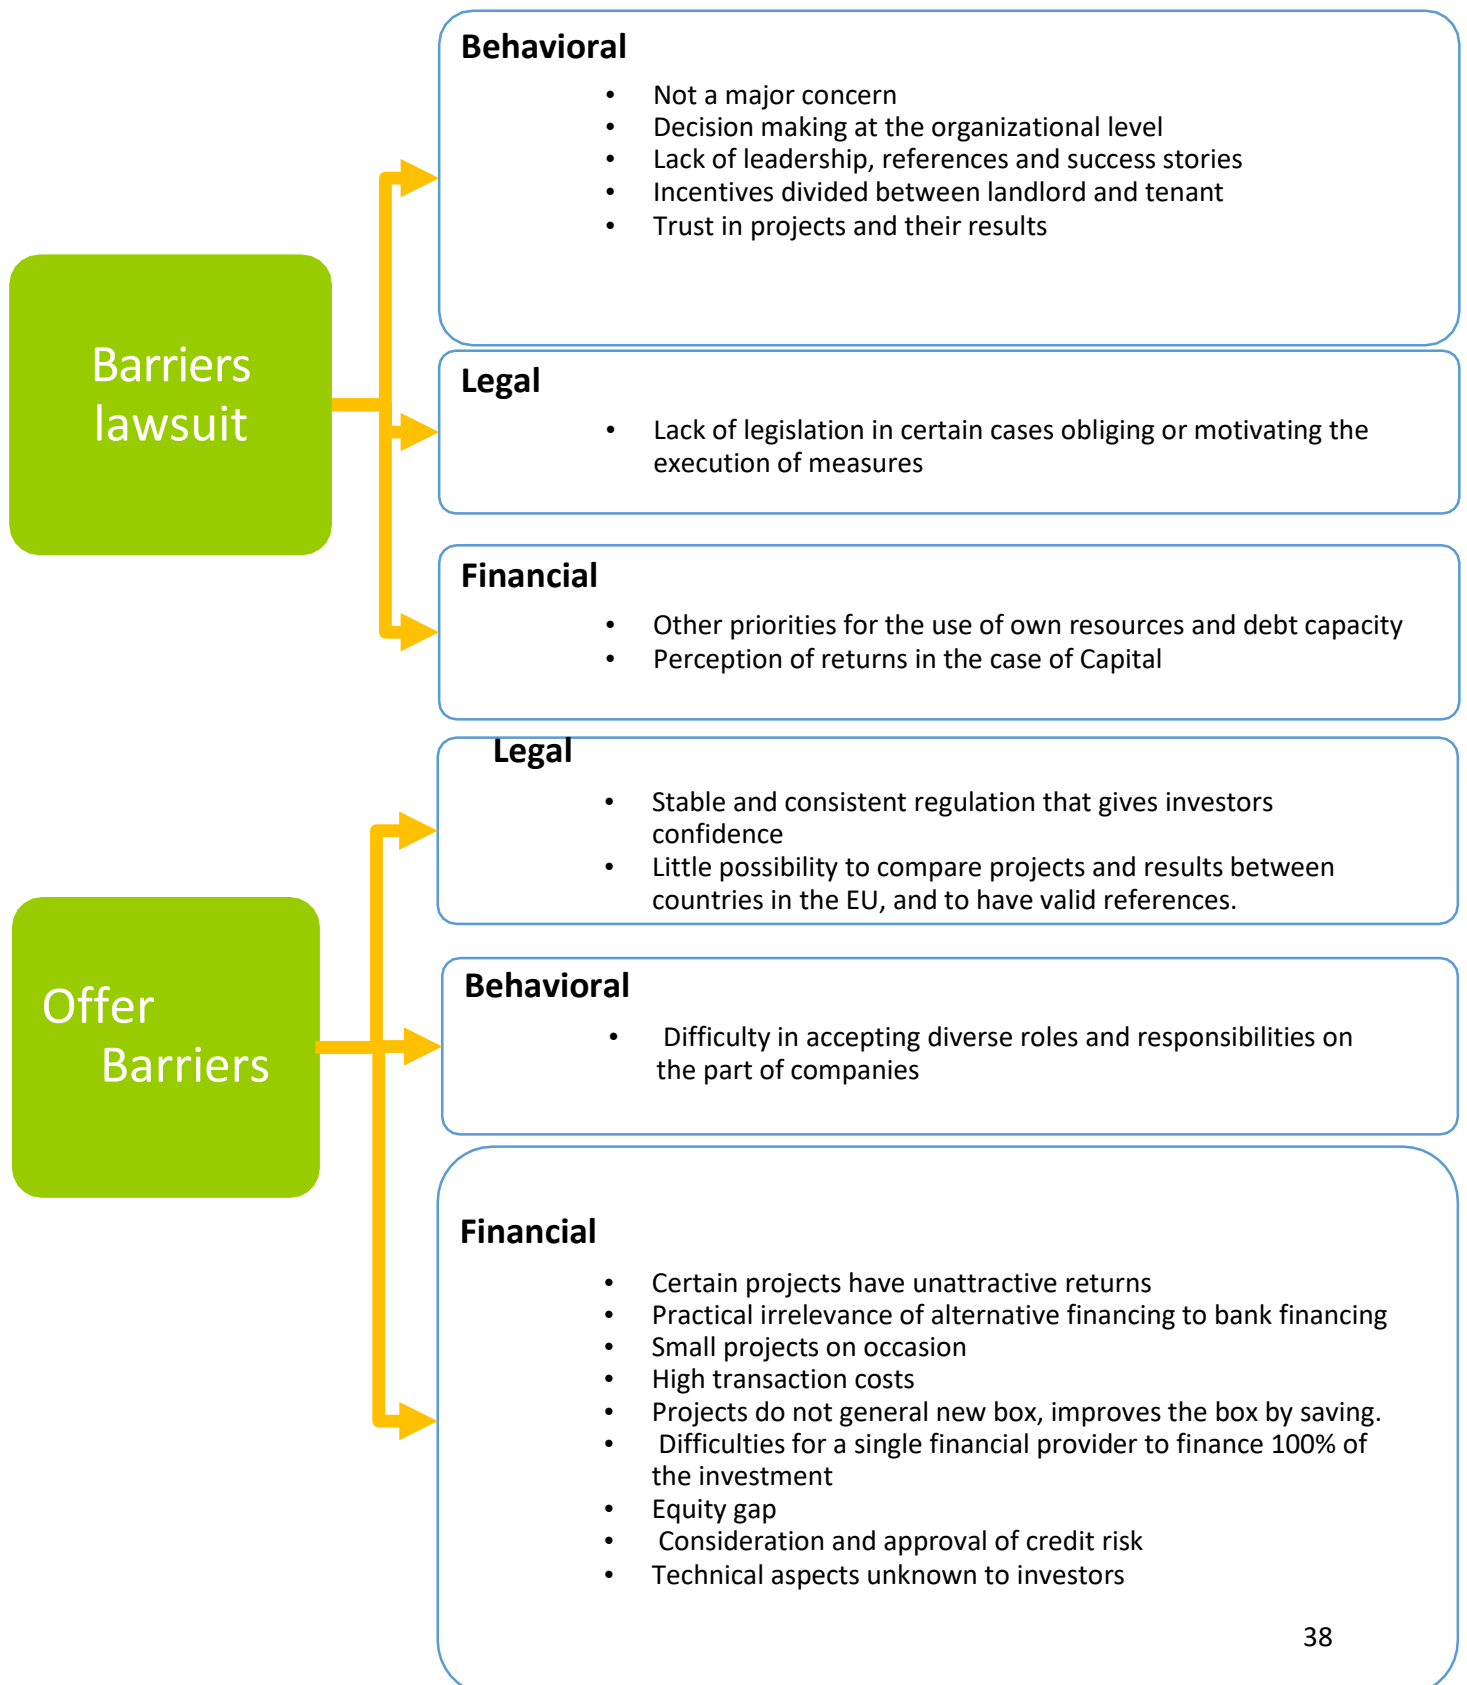 Behavioral
• Not a major concern
• Decision making at the organizational level
• Lack of leadership, references and success stories
• Incentives divided between landlord and tenant
• Trust in projects and their results
Barriers
lawsuit
Legal
• Lack of legislation in certain cases obliging or motivating the
execution of measures
Financial
• Other priorities for the use of own resources and debt capacity
• Perception of returns in the case of Capital
Legal
• Stable and consistent regulation that gives investors
confidence
• Little possibility to compare projects and results between
countries in the EU, and to have valid references.
Offer
Barriers
Behavioral
• Difficulty in accepting diverse roles and responsibilities on
the part of companies
Financial
• Certain projects have unattractive returns
• Practical irrelevance of alternative financing to bank financing
• Small projects on occasion
• High transaction costs
• Projects do not general new box, improves the box by saving.
• Difficulties for a single financial provider to finance 100% of
the investment
• Equity gap
• Consideration and approval of credit risk
• Technical aspects unknown to investors
38